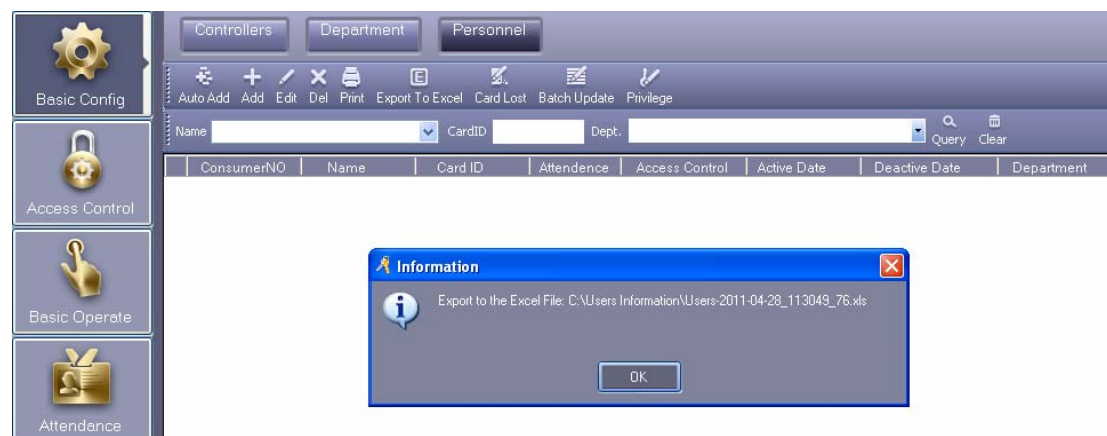 Controllers Department Personnel
Auto Add Add Edit Del Print Export To Excel Card Lost Batch Update Privilege
Name CardID Dept. Query Clear
ConsumerNO Name Card ID Attendence Access Control Active Date Deactive Date Department
Basic Config
Access Control
Basic Operate
Attendance
Information
Export to the Excel File: C:\Users Information\Users-2011-04-28_113049_76.xls
OK